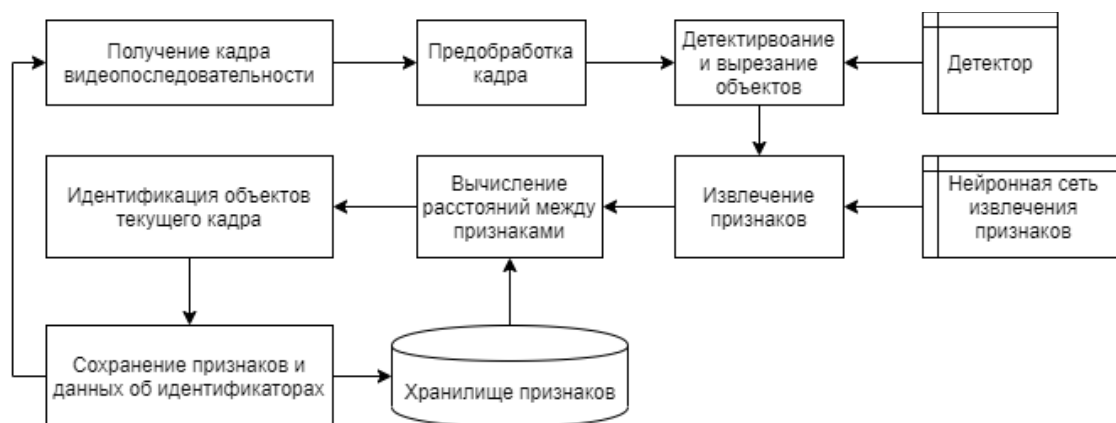 Получение кадра
видеопоследовательности
Предобработка
кадра
Детектирвоание
и вырезание
объектов
Детектор
Идентификация объектов
текущего кадра
Вычисление
расстояний между
признаками
Извлечение
признаков
Нейронная сеть
извлечения
признаков
Сохранение признаков и
данных об идентификаторах
Хранилище признаков